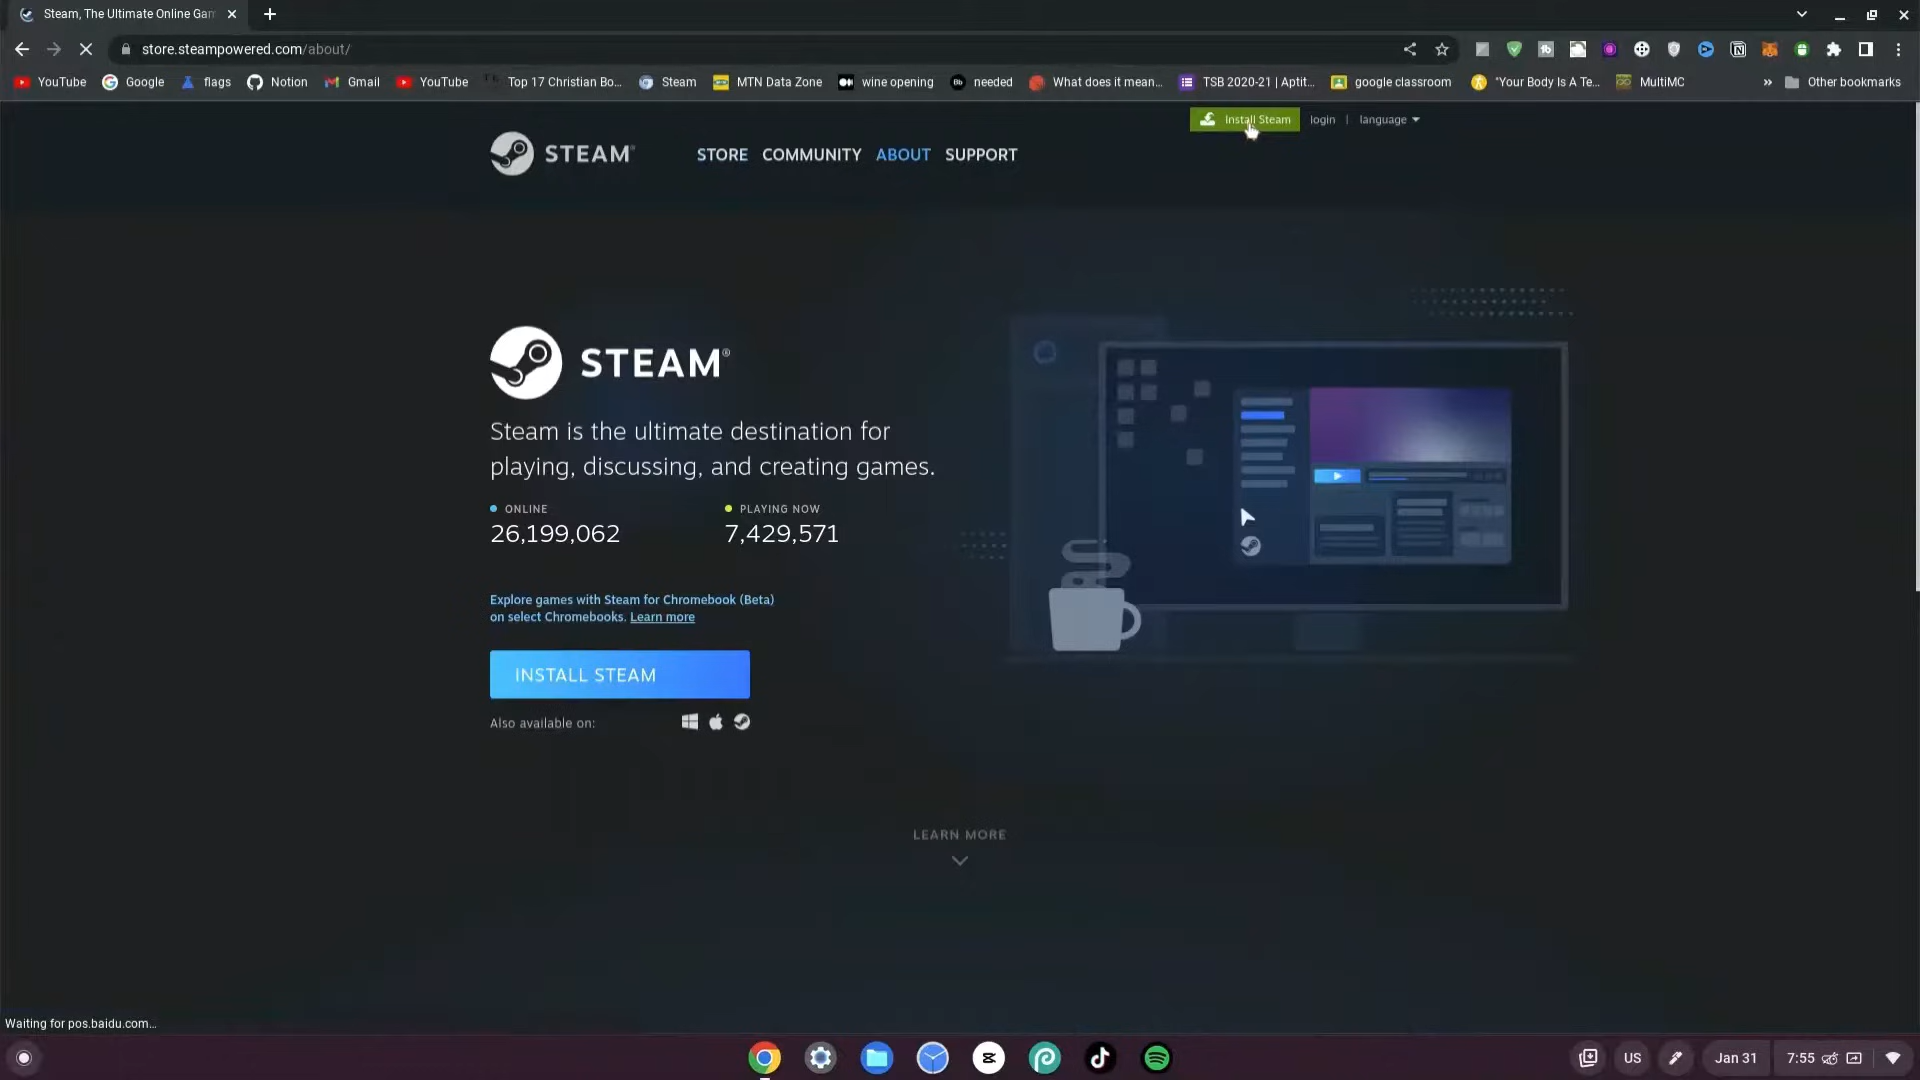 Steam, The Ultimate Online Gam
store.steampowered.com/about/
YouTube Google flags Notion Gmail YouTube Top 17 Christian Bo... Steam MTN Data Zone wine opening needed What does it mean... TSB 2020-21 | Aptit... google classroom "Your Body Is A Te... MultiMC » Other bookmarks
Install Steam login | language
STEAM® STORE COMMUNITY ABOUT SUPPORT
STEAM®
Steam is the ultimate destination for
playing, discussing, and creating games.
ONLINE PLAYING NOW
26,199,062 7,429,571
Explore games with Steam for Chromebook (Beta)
on select Chromebooks. Learn more
INSTALL STEAM
Also available on:
LEARN MORE
Waiting for pos.baidu.com...
US Jan 31 7:55